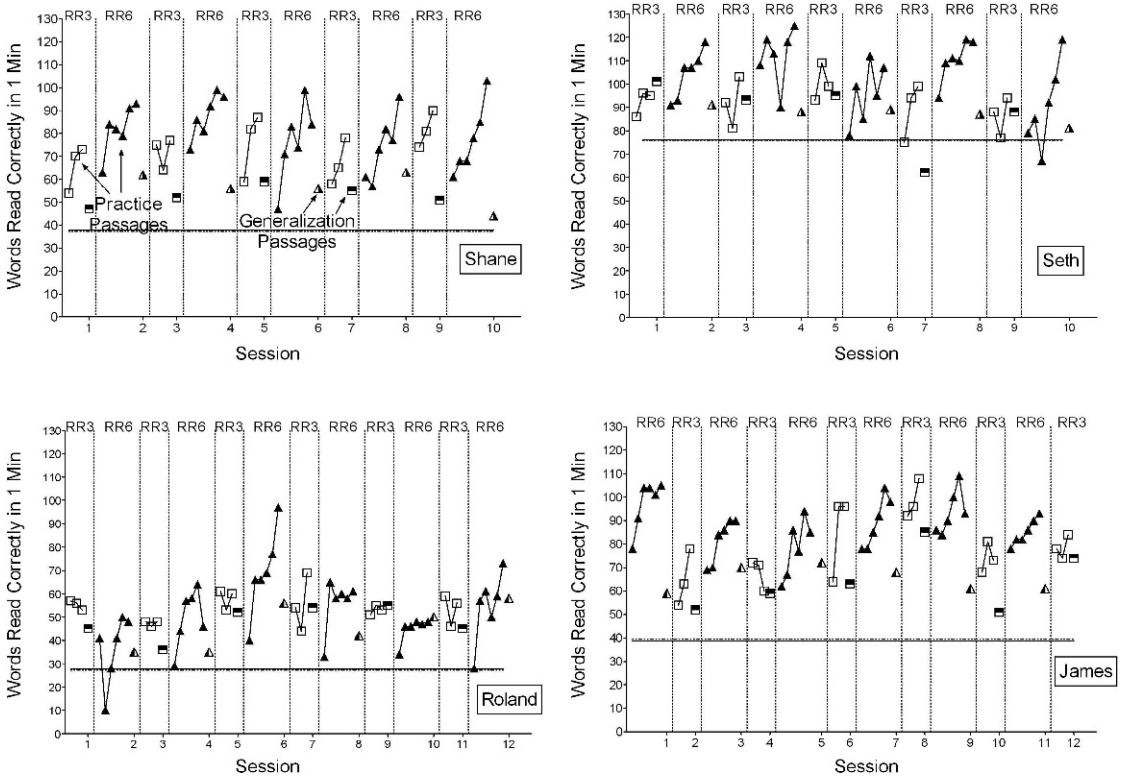 RR3 RR6 RR3 RR6 RR3 RR6 RR3 RR6 RR3 RR6
130
120
110
100
90
80
70
60
50
40
30
20
10
0
Words Read Correctly in 1 Min
Practice
Passages
Generalization
Passages
Shane
1 2 3 4 5 6 7 8 9 10
Session
RR3 RR6 RR3 RR6 RR3 RR6 RR3 RR6 RR3 RR6
130
120
110
100
90
80
70
60
50
40
30
20
10
0
Words Read Correctly in 1 Min
Seth
1 2 3 4 5 6 7 8 9 10
Session
RR3 RR6 RR3 RR6 RR3 RR6 RR3 RR6 RR3 RR6 RR3 RR6
130
120
110
100
90
80
70
60
50
40
30
20
10
0
Words Read Correctly in 1 Min
Roland
1 2 3 4 5 6 7 8 9 10 11 12
Session
RR6 RR3 RR6 RR3 RR6 RR3 RR6 RR3 RR6 RR3 RR6 RR3
130
120
110
100
90
80
70
60
50
40
30
20
10
0
Words Read Correctly in 1 Min
James
1 2 3 4 5 6 7 8 9 10 11 12
Session